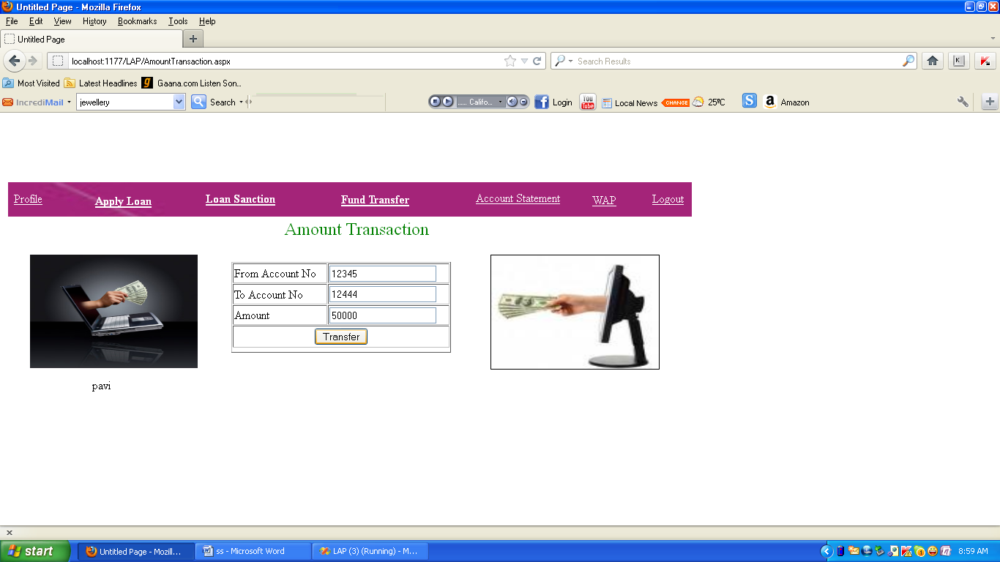 Untitled Page - Mozilla Firefox
File Edit View History Bookmarks Tools Help
Untitled Page
localhost:1177/LAP/AmountTransaction.aspx
Search Results
Most Visited Latest Headlines Gaana.com Listen Son...
IncrediMail jewellery Search ...... Califo... Login You Tube Local News CHANGE 25ºC S a Amazon
Profile Apply Loan Loan Sanction Fund Transfer Account Statement WAP Logout
Amount Transaction
From Account No 12345
To Account No 12444
Amount 50000
Transfer
pavi
start Untitled Page - Mozill... ss - Microsoft Word LAP (3) (Running) - M... 8:59 AM